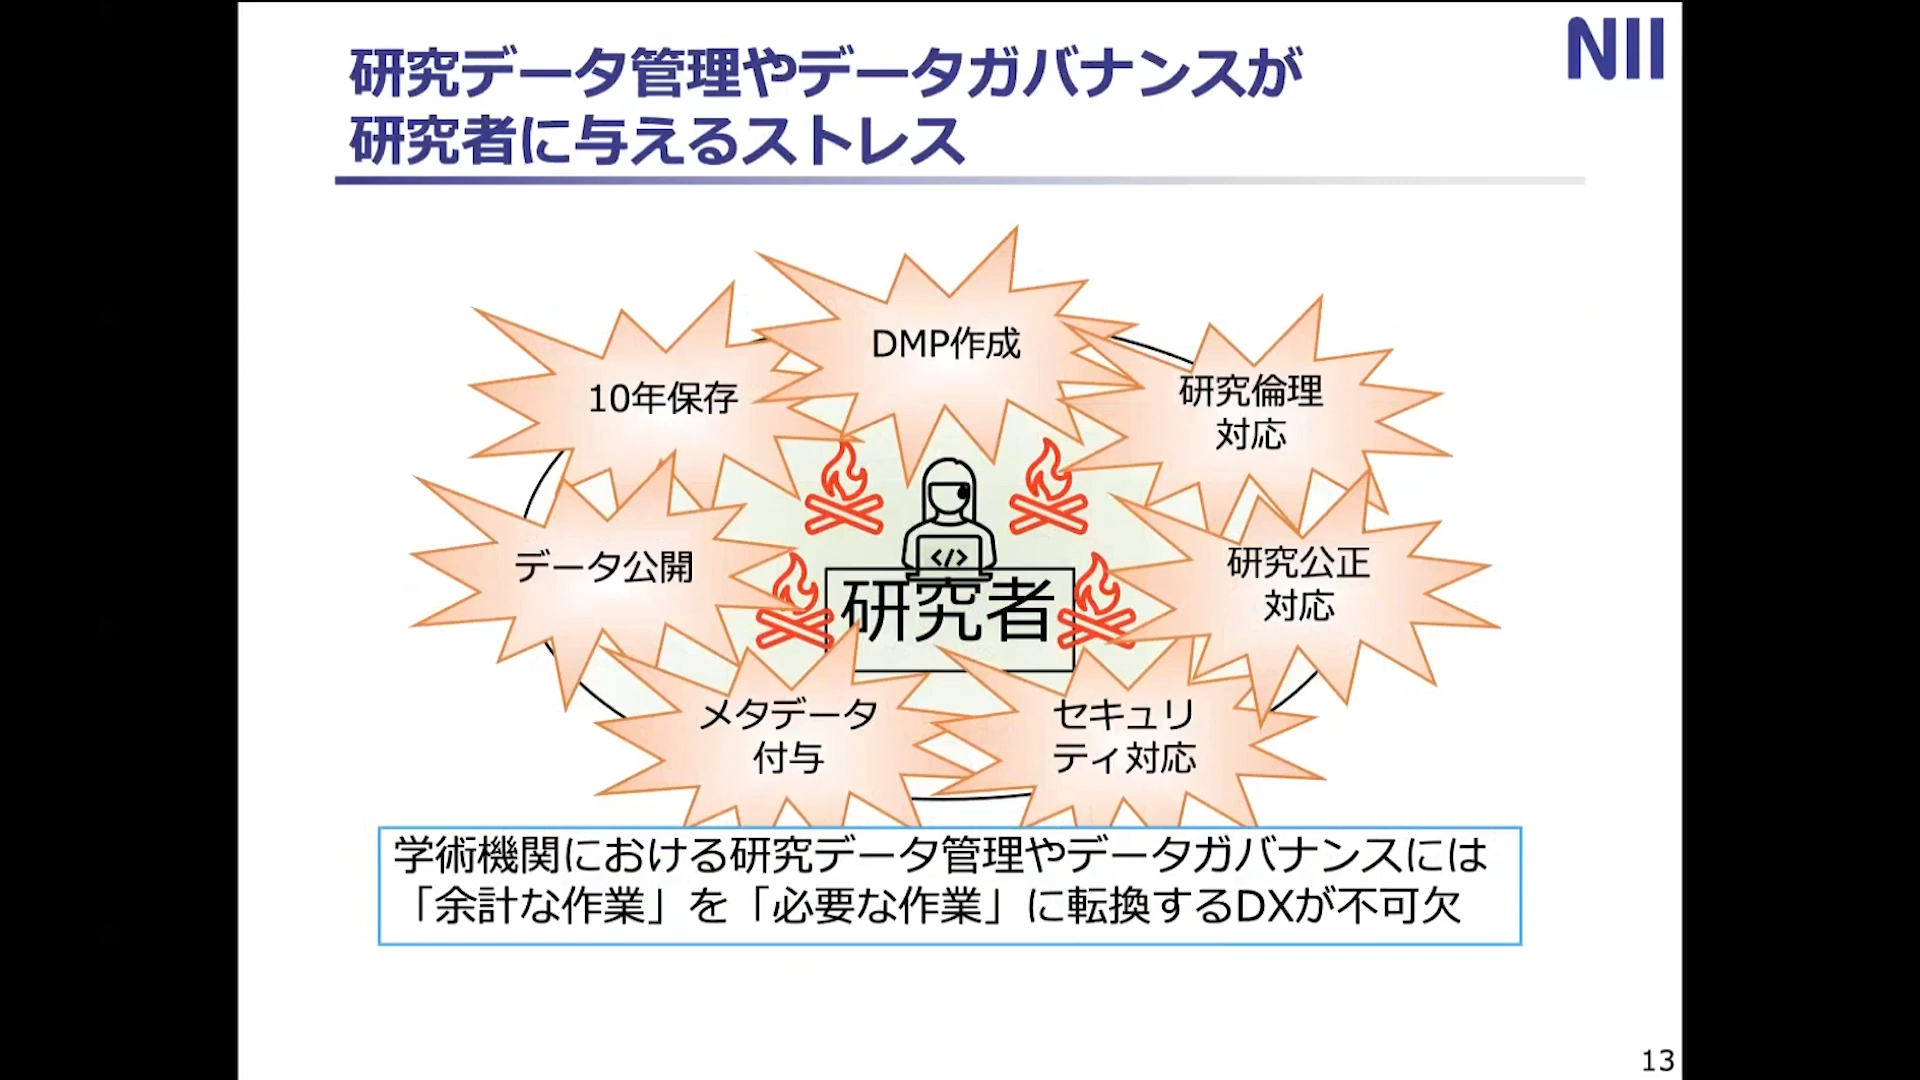 研究データ管理やデータガバナンスが
研究者に与えるストレス
NII
DMP作成
10年保存
研究倫理
対応
データ公開
研究公正
対応
</>
研究者
メタデータ
付与
セキュリ
ティ対応
学術機関における研究データ管理やデータガバナンスには
「余計な作業」を「必要な作業」に転換するDXが不可欠
13